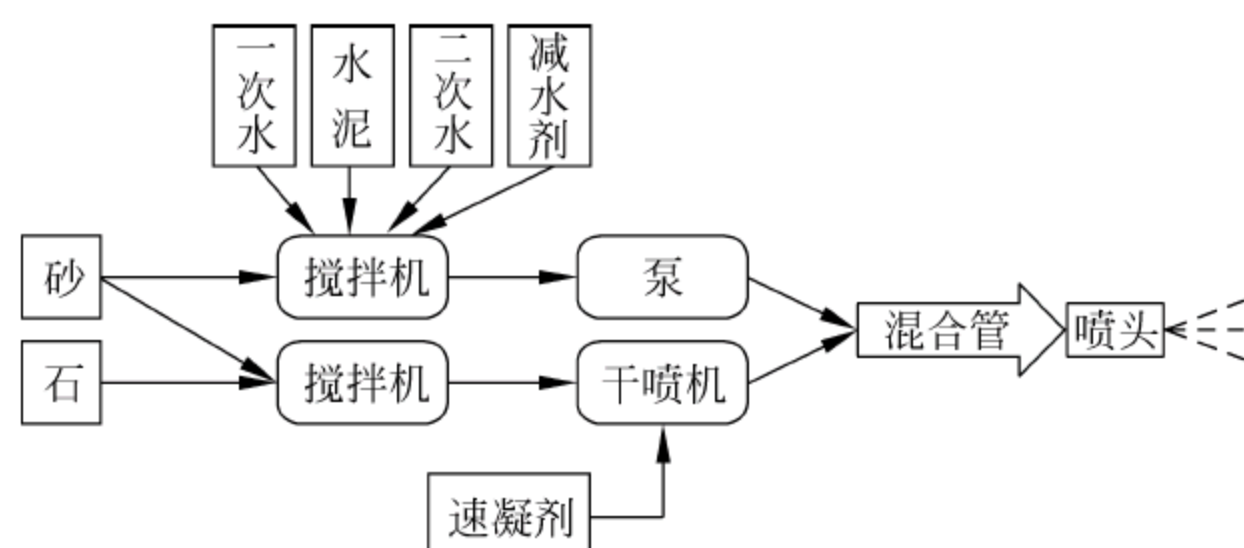 一次水
水泥
二次水
减水剂
砂
搅拌机
泵
混合管
喷头
石
搅拌机
干喷机
速凝剂